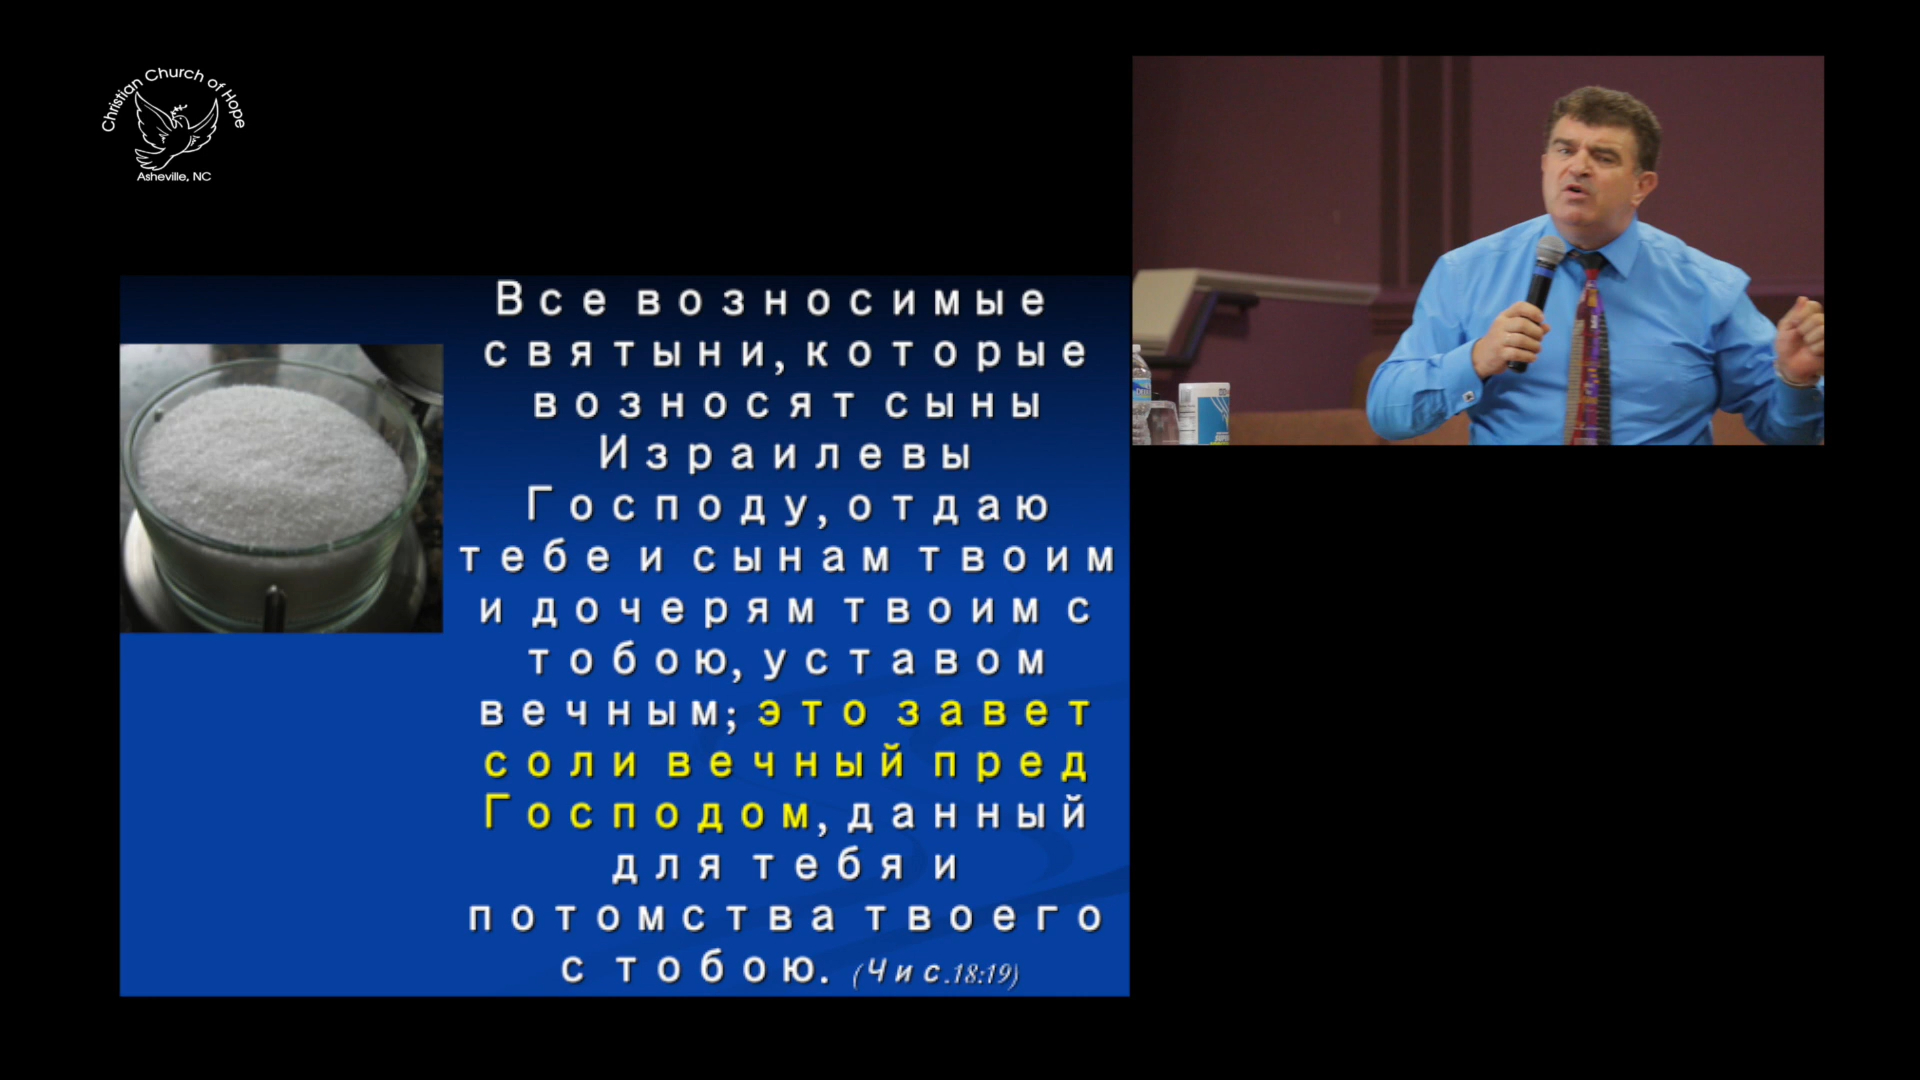 Christian Church of Hope
Asheville, NC
Все возносимые
святыни, которые
возносят сыны
Израилевы
Господу, отдаю
тебе и сынам твоим
и дочерям твоим с
тобою, уставом
вечным; это завет
соли вечный пред
Господом, данный
для тебя и
потомства твоего
с тобою. (Чис.18:19)